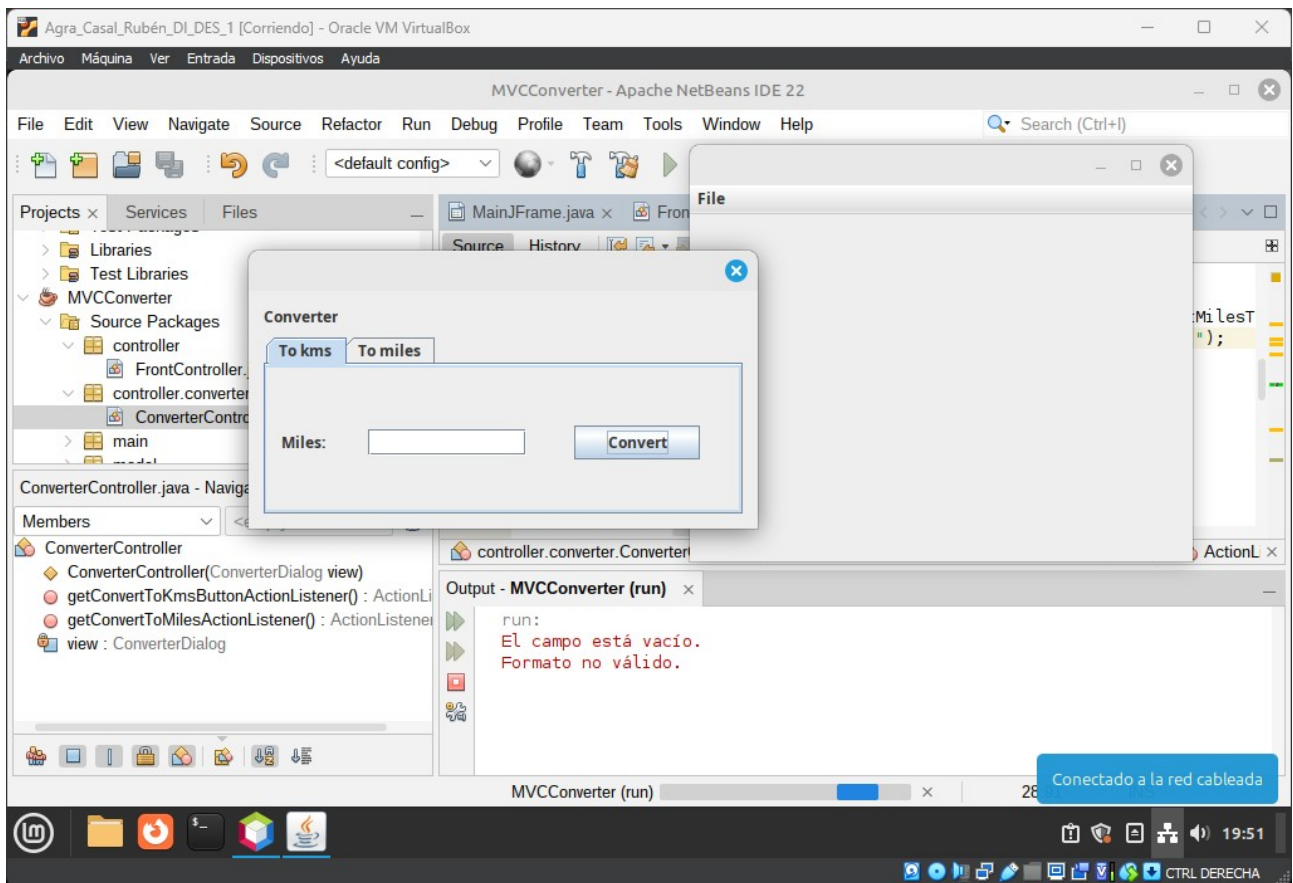 Agra_Casal_Rubén_DI_DES_1 [Corriendo] - Oracle VM VirtualBox
Archivo Máquina Ver Entrada Dispositivos Ayuda
MVCConverter - Apache NetBeans IDE 22
File Edit View Navigate Source Refactor Run Debug Profile Team Tools Window Help
Search (Ctrl+I)
<default config>
File
Projects Services Files
MainJFrame.java Fron
Source History
Libraries
Test Libraries
MVCConverter
Source Packages
controller
FrontController.
controller.converter
ConverterContro
main
Converter
To kms To miles
Miles:
Convert
MilesT
");
ConverterController.java - Naviga
Members
ConverterController
ConverterController(ConverterDialog view)
getConvertToKmsButtonActionListener() : ActionLi
getConvertToMilesActionListener() : ActionListener
view : ConverterDialog
controller.converter.Converter
ActionLi
Output - MVCConverter (run)
run:
El campo está vacío.
Formato no válido.
MVCConverter (run)
Conectado a la red cableada
19:51
CTRL DERECHA